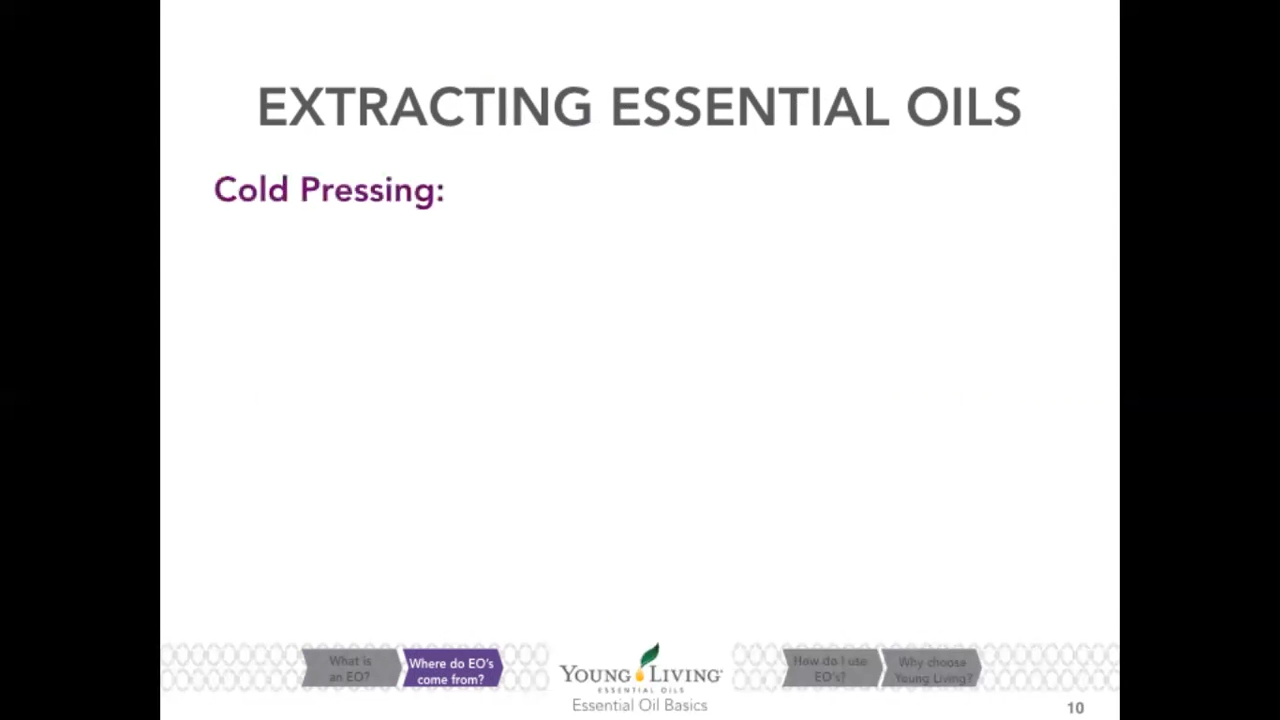 EXTRACTING ESSENTIAL OILS
Cold Pressing:
What is
an EO?
Where do EO's
come from?
YOUNG LIVING
ESSENTIAL OILS
Essential Oil Basics
How do I use
EO's?
Why choose
Young Living?
10